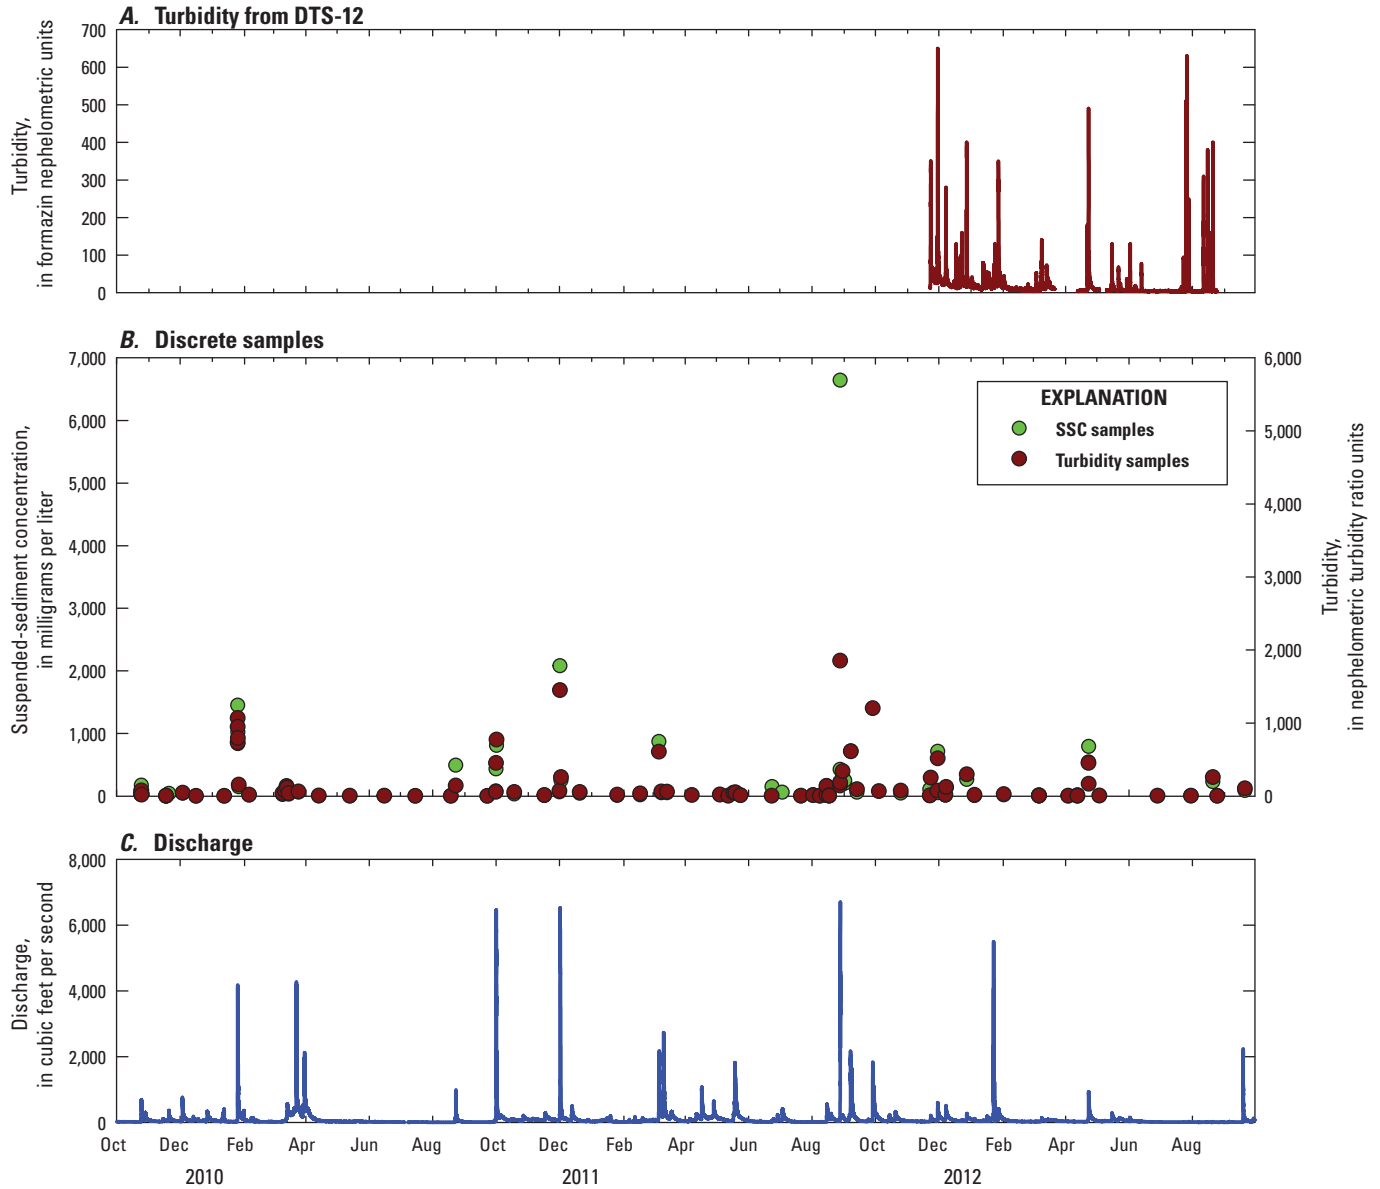 A. Turbidity from DTS-12
Turbidity,
in formazin nephelometric units
700
600
500
400
300
200
100
0
B. Discrete samples
Suspended-sediment concentration,
in milligrams per liter
7,000
6,000
5,000
4,000
3,000
2,000
1,000
0
EXPLANATION
SSC samples
Turbidity samples
6,000
5,000
4,000
3,000
2,000
1,000
0
Turbidity,
in nephelometric turbidity ratio units
C. Discharge
Discharge,
in cubic feet per second
8,000
6,000
4,000
2,000
0
Oct Dec Feb Apr Jun Aug Oct Dec Feb Apr Jun Aug Oct Dec Feb Apr Jun Aug
2010 2011 2012